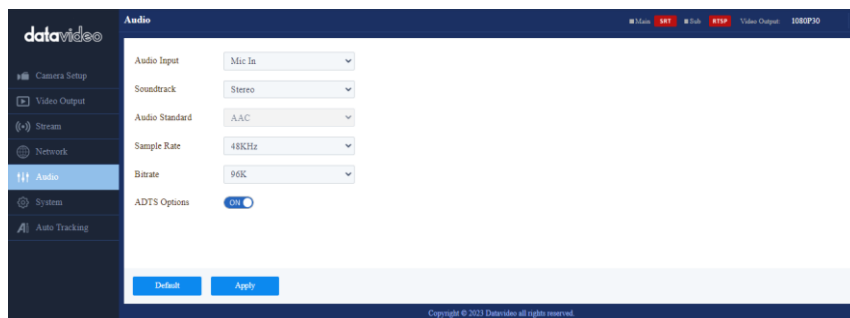 datavideo
Audio
Main SRT Sub RTSP Video Output: 1080P30
Camera Setup
Video Output
Stream
Network
Audio
System
Auto Tracking
Audio Input Mic In
Soundtrack Stereo
Audio Standard AAC
Sample Rate 48KHz
Bitrate 96K
ADTS Options ON
Default Apply
Copyright © 2023 Datavideo all rights reserved.